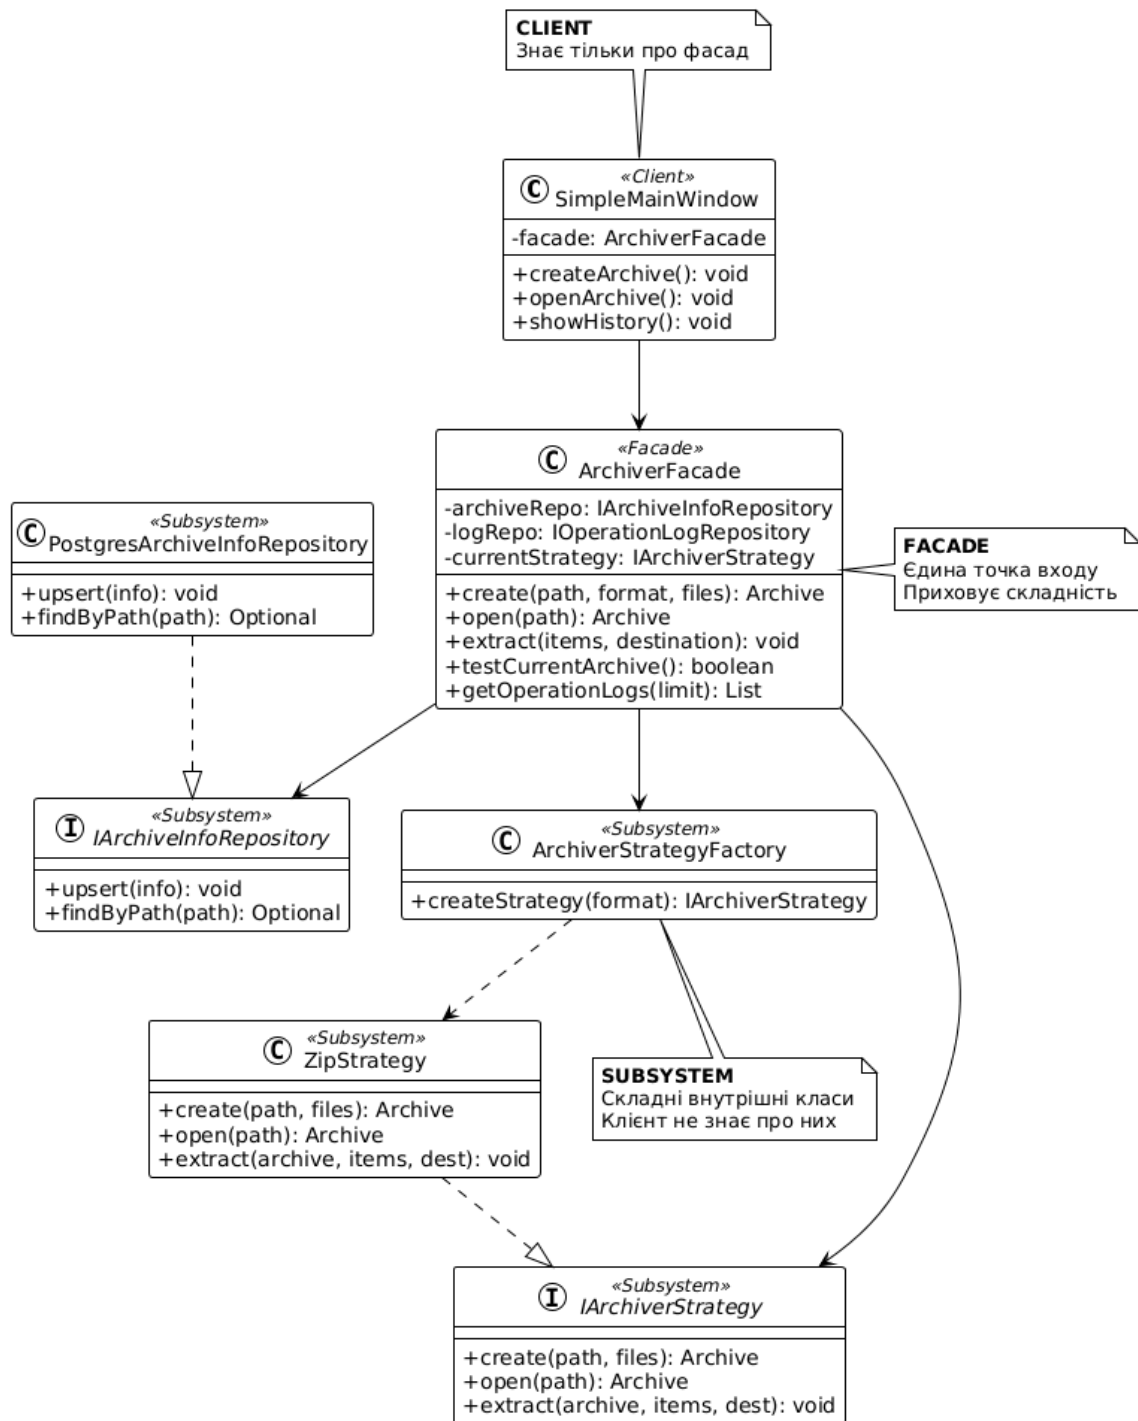 CLIENT
Знає тільки про фасад
«Client»
C SimpleMainWindow
-facade: ArchiverFacade
+createArchive(): void
+openArchive(): void
+showHistory(): void
«Facade»
C ArchiverFacade
-archiveRepo: IArchiveInfoRepository
-logRepo: IOperationLogRepository
-currentStrategy: IArchiverStrategy
+create(path, format, files): Archive
+open(path): Archive
+extract(items, destination): void
+testCurrentArchive(): boolean
+getOperationLogs(limit): List
«Subsystem»
C PostgresArchiveInfoRepository
+upsert(info): void
+findByPath(path): Optional
FACADE
Єдина точка входу
Приховує складність
«Subsystem»
I IArchiveInfoRepository
+upsert(info): void
+findByPath(path): Optional
«Subsystem»
C ArchiverStrategyFactory
+createStrategy(format): IArchiverStrategy
«Subsystem»
C ZipStrategy
+create(path, files): Archive
+open(path): Archive
+extract(archive, items, dest): void
SUBSYSTEM
Складні внутрішні класи
Клієнт не знає про них
«Subsystem»
I IArchiverStrategy
+create(path, files): Archive
+open(path): Archive
+extract(archive, items, dest): void